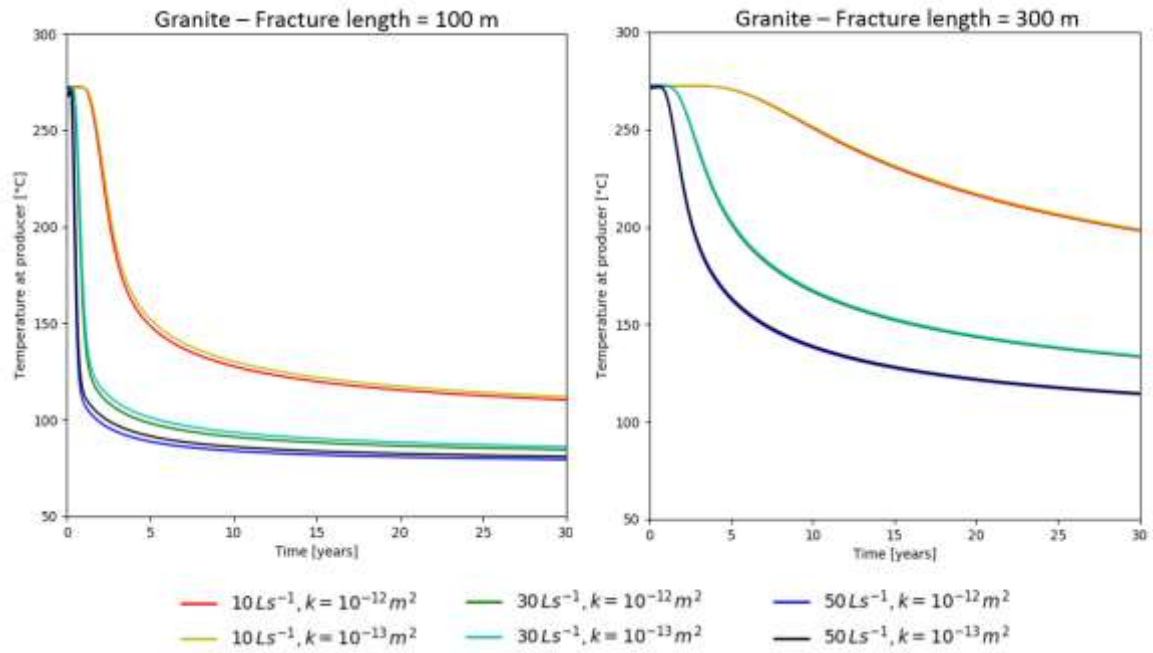 Granite – Fracture length = 100 m
300
250
200
150
100
50
Temperature at producer [°C]
0 5 10 15 20 25 30
Time [years]
Granite – Fracture length = 300 m
300
250
200
150
100
50
Temperature at producer [°C]
0 5 10 15 20 25 30
Time [years]
10 Ls⁻¹, k = 10⁻¹² m² 30 Ls⁻¹, k = 10⁻¹² m² 50 Ls⁻¹, k = 10⁻¹² m²
10 Ls⁻¹, k = 10⁻¹³ m² 30 Ls⁻¹, k = 10⁻¹³ m² 50 Ls⁻¹, k = 10⁻¹³ m²